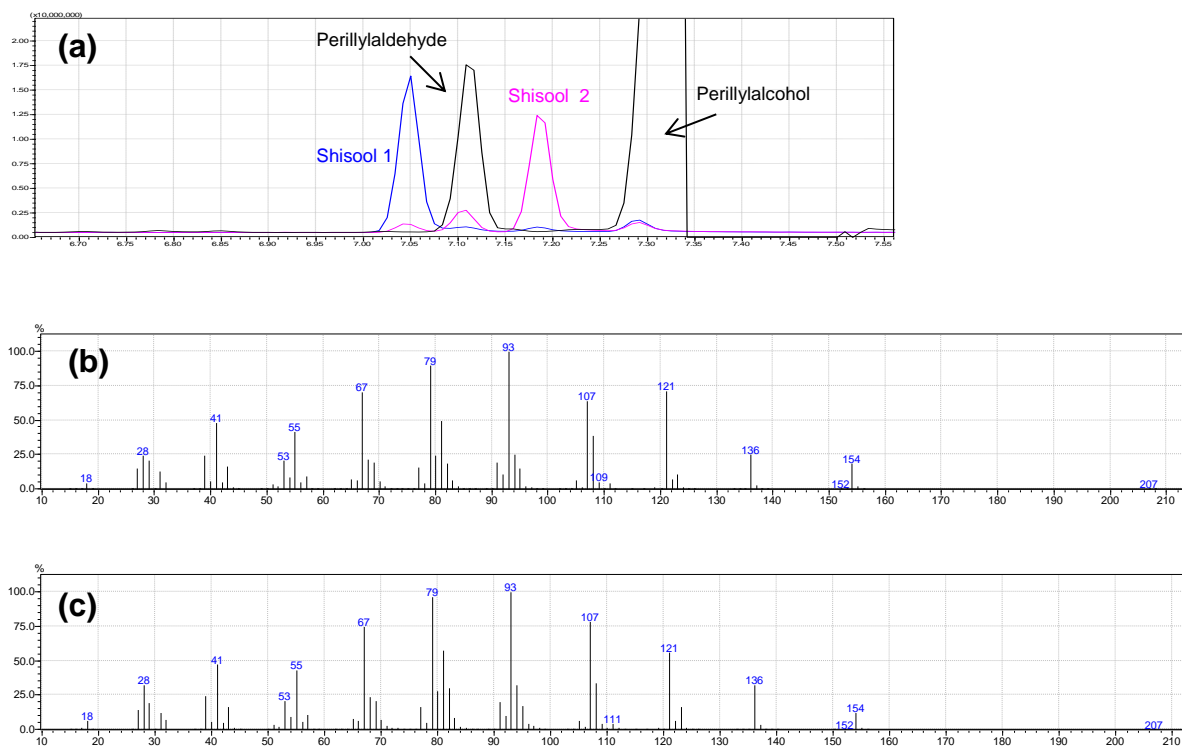 (x10,000,000)
(a)
Perillylaldehyde
Shisool 2
Perillylalcohol
Shisool 1
2.00
1.75
1.50
1.25
1.00
0.75
0.50
0.25
0.00
6.70 6.75 6.80 6.85 6.90 6.95 7.00 7.05 7.10 7.15 7.20 7.25 7.30 7.35 7.40 7.45 7.50 7.55
%
(b)
100.0
75.0
50.0
25.0
0.0
18 28 41 53 55 67 79 93 107 109 121 136 152 154 207
10 20 30 40 50 60 70 80 90 100 110 120 130 140 150 160 170 180 190 200 21
%
(c)
100.0
75.0
50.0
25.0
0.0
18 28 41 53 55 67 79 93 107 111 121 136 152 154 207
10 20 30 40 50 60 70 80 90 100 110 120 130 140 150 160 170 180 190 200 21